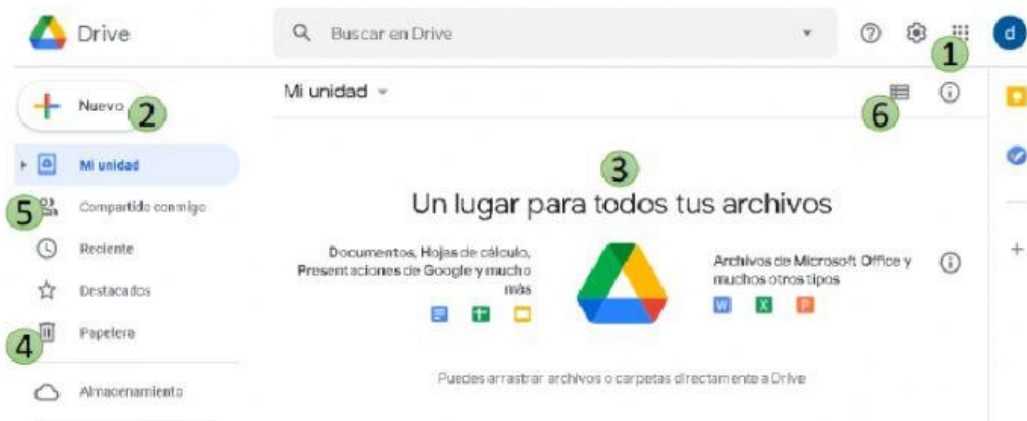 Drive
Buscar en Drive
d
1
Nuevo
2
Mi unidad
6
Mi unidad
3
5
Compartido conmigo
Un lugar para todos tus archivos
Reciente
Documentos, Hojas de cálculo,
Presentaciones de Google y mucho
más
Archivos de Microsoft Office y
muchos otros tipos
W X P
Destacados
4
Papelera
Puedes arrastrar archivos o carpetas directamente a Drive
Almacenamiento